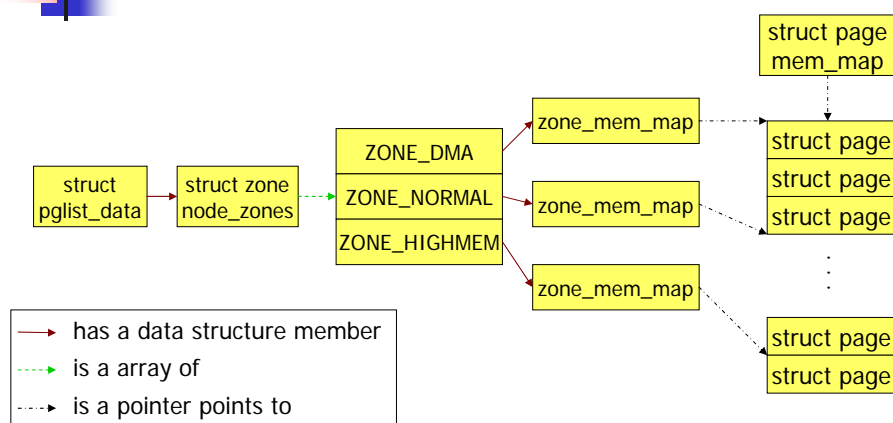 struct page
mem_map
zone_mem_map
struct page
ZONE_DMA
struct page
struct
pglist_data
struct zone
node_zones
ZONE_NORMAL
zone_mem_map
struct page
ZONE_HIGHMEM
zone_mem_map
struct page
struct page
has a data structure member
is a array of
is a pointer points to